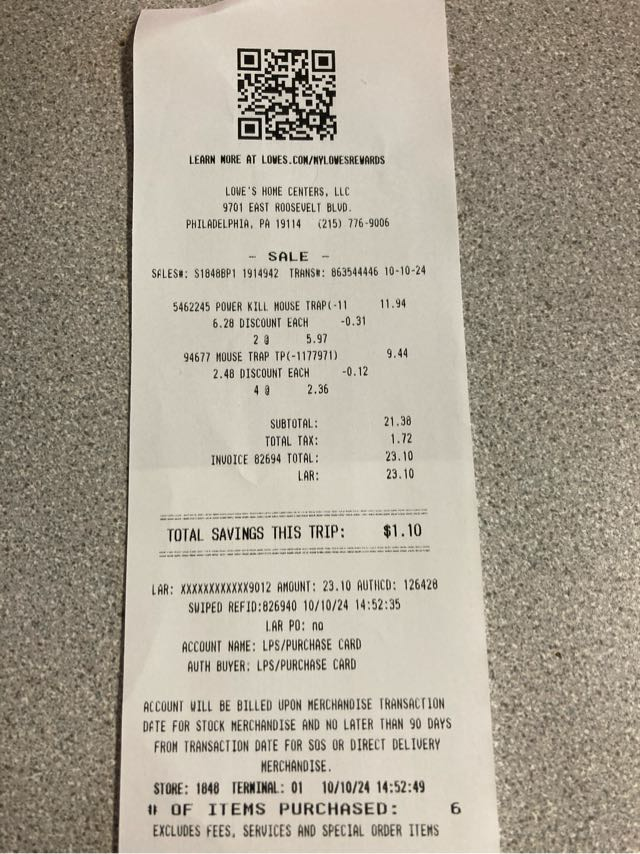 LEARN MORE AT LOWES.COM/MYLOWESREWARDS
LOWE'S HOME CENTERS, LLC
9701 EAST ROOSEVELT BLVD.
PHILADELPHIA, PA 19114 (215) 776-9006
- SALE -
SALES#: S1848BP1 1914942 TRANS#: 863544446 10-10-24
5462245 POWER KILL MOUSE TRAP(-11 11.94
6.28 DISCOUNT EACH -0.31
2 @ 5.97
94677 MOUSE TRAP TP(-1177971) 9.44
2.48 DISCOUNT EACH -0.12
4 @ 2.36
SUBTOTAL: 21.38
TOTAL TAX: 1.72
INVOICE 82694 TOTAL: 23.10
LAR: 23.10
TOTAL SAVINGS THIS TRIP: $1.10
LAR: XXXXXXXXXXXX9012 AMOUNT: 23.10 AUTHCD: 126428
SWIPED REFID:826940 10/10/24 14:52:35
LAR PO: no
ACCOUNT NAME: LPS/PURCHASE CARD
AUTH BUYER: LPS/PURCHASE CARD
ACCOUNT WILL BE BILLED UPON MERCHANDISE TRANSACTION
DATE FOR STOCK MERCHANDISE AND NO LATER THAN 90 DAYS
FROM TRANSACTION DATE FOR SOS OR DIRECT DELIVERY
MERCHANDISE.
STORE: 1848 TERMINAL: 01 10/10/24 14:52:49
# OF ITEMS PURCHASED: 6
EXCLUDES FEES, SERVICES AND SPECIAL ORDER ITEMS